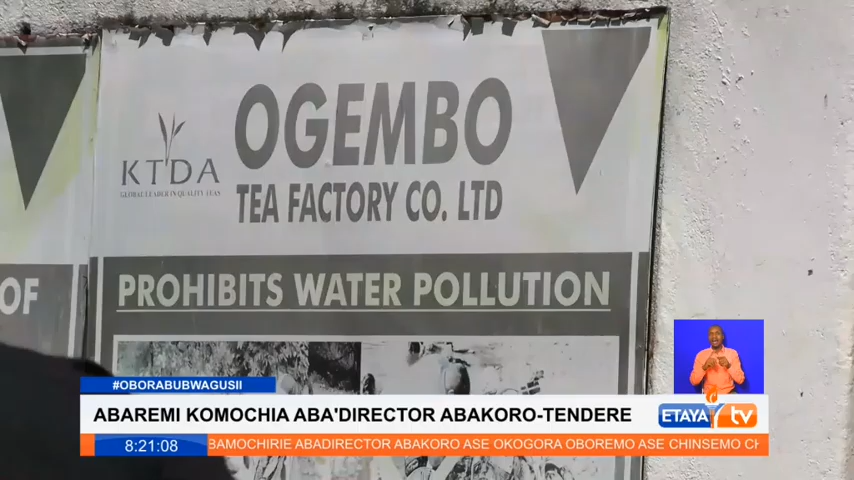 OGEMBO
KTDA
GLOBAL LEADER IN QUALITY TEAS
TEA FACTORY CO. LTD
OF
PROHIBITS WATER POLLUTION
#OBORABUBWAGUSII
ABAREMI KOMOCHIA ABA'DIRECTOR ABAKORO-TENDERE
ETAYA tv
8:21:08
BAMOCHIRIE ABADIRECTOR ABAKORO ASE OKOGORA OBOREMO ASE CHINSEMO